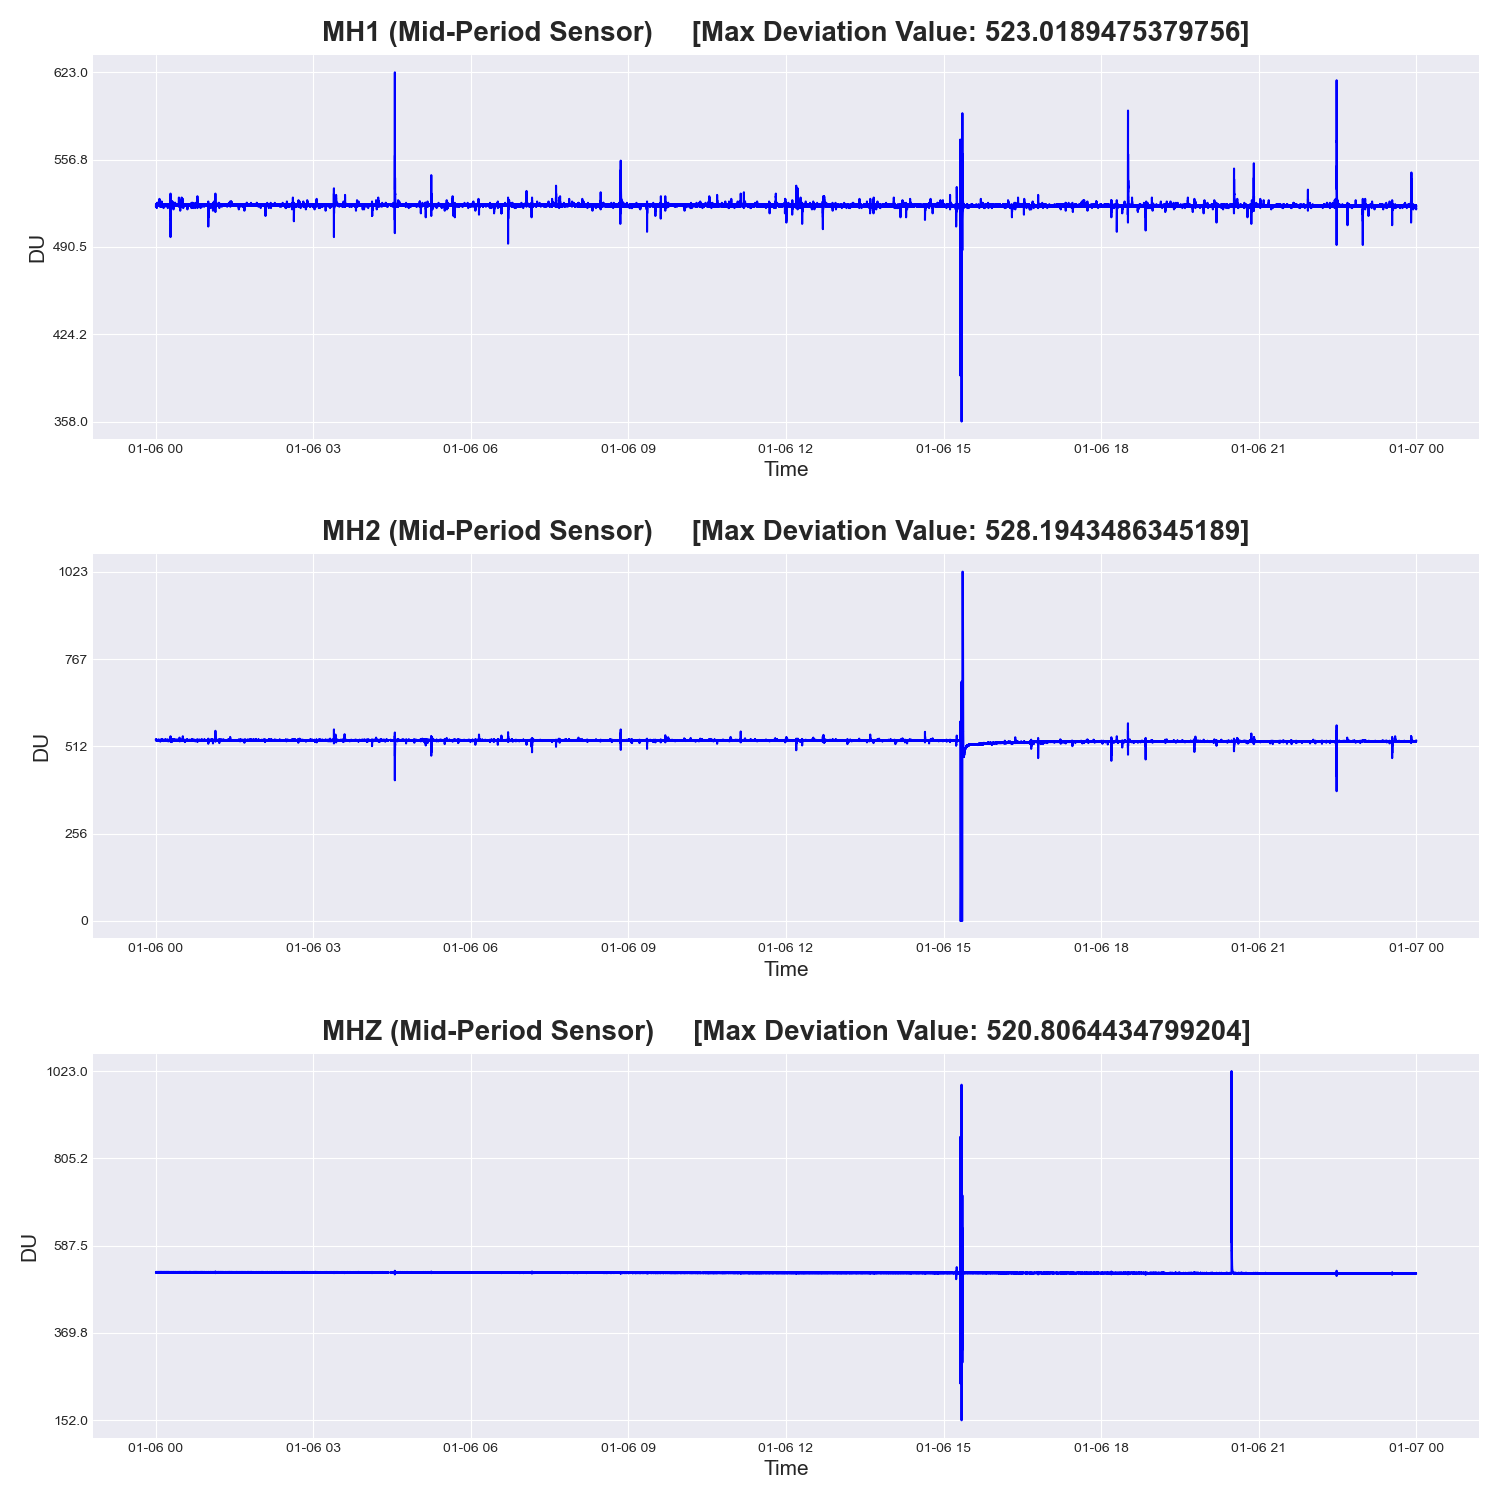 MH1 (Mid-Period Sensor) [Max Deviation Value: 523.0189475379756]
623.0
556.8
490.5
424.2
358.0
DU
01-06 00 01-06 03 01-06 06 01-06 09 01-06 12 01-06 15 01-06 18 01-06 21 01-07 00
Time
MH2 (Mid-Period Sensor) [Max Deviation Value: 528.1943486345189]
1023
767
512
256
0
DU
01-06 00 01-06 03 01-06 06 01-06 09 01-06 12 01-06 15 01-06 18 01-06 21 01-07 00
Time
MHZ (Mid-Period Sensor) [Max Deviation Value: 520.8064434799204]
1023.0
805.2
587.5
369.8
152.0
DU
01-06 00 01-06 03 01-06 06 01-06 09 01-06 12 01-06 15 01-06 18 01-06 21 01-07 00
Time